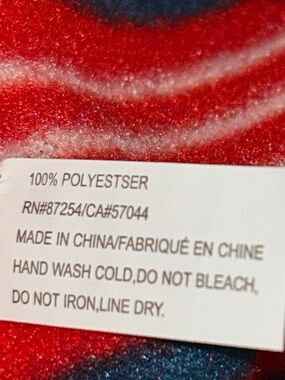 100% POLYESTSER
RN#87254/CA#57044
MADE IN CHINA/FABRIQUÉ EN CHINE
HAND WASH COLD,DO NOT BLEACH,
DO NOT IRON,LINE DRY.